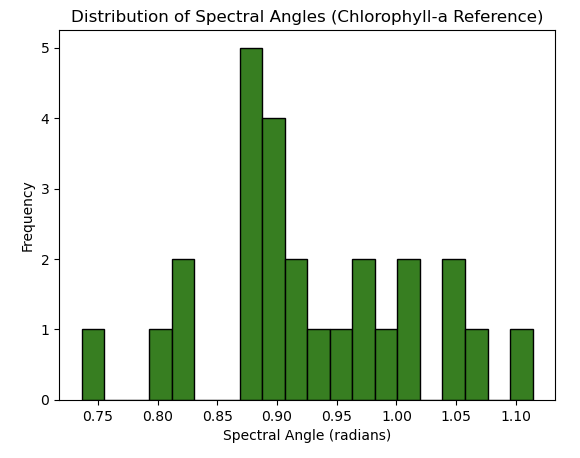 Distribution of Spectral Angles (Chlorophyll-a Reference)
5
4
3
2
1
0
Frequency
0.75 0.80 0.85 0.90 0.95 1.00 1.05 1.10
Spectral Angle (radians)